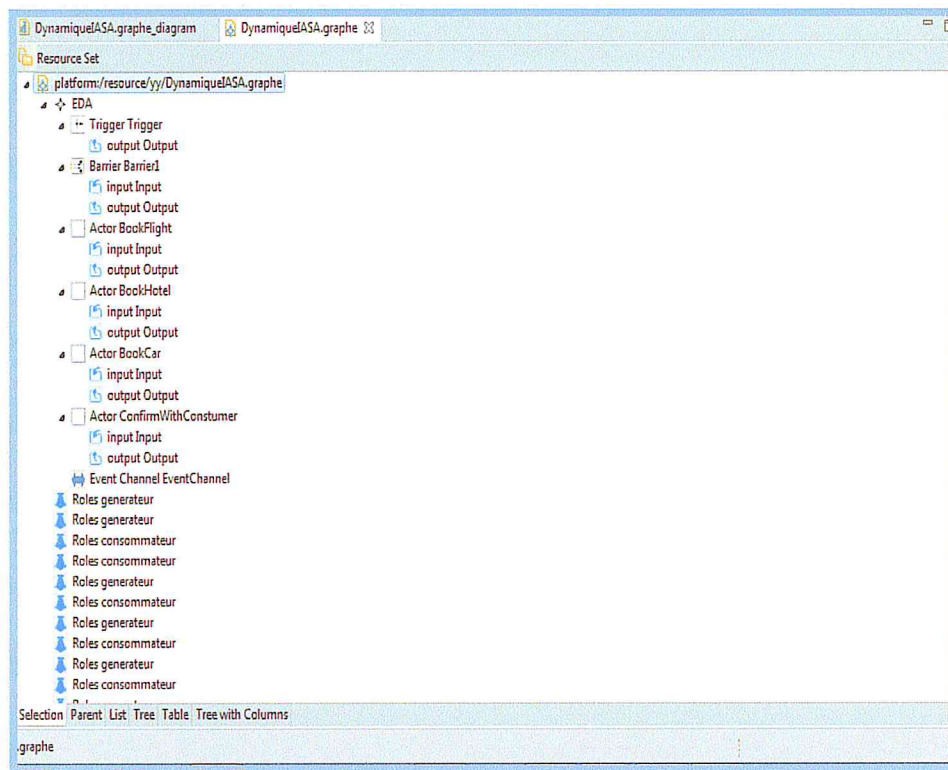 DynamiqueIASA.graphe_diagram DynamiqueIASA.graphe
Resource Set
platform:/resource/yy/DynamiqueIASA.graphe
EDA
Trigger Trigger
output Output
Barrier Barrier1
input Input
output Output
Actor BookFlight
input Input
output Output
Actor BookHotel
input Input
output Output
Actor BookCar
input Input
output Output
Actor ConfirmWithConstumer
input Input
output Output
Event Channel EventChannel
Roles generateur
Roles generateur
Roles consommateur
Roles consommateur
Roles generateur
Roles consommateur
Roles generateur
Roles consommateur
Roles generateur
Roles consommateur
Selection Parent List Tree Table Tree with Columns
.graphe